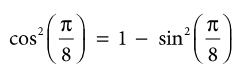 cos²(π/8) = 1 − sin²(π/8)